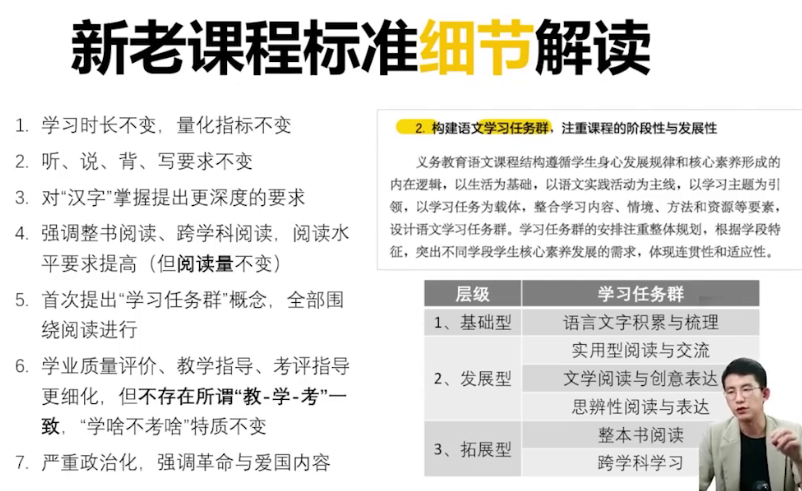 新老课程标准细节解读
1. 学习时长不变，量化指标不变
2. 听、说、背、写要求不变
3. 对“汉字”掌握提出更深度的要求
4. 强调整书阅读、跨学科阅读，阅读水
平要求提高（但阅读量不变）
5. 首次提出“学习任务群”概念，全部围
绕阅读进行
6. 学业质量评价、教学指导、考评指导
更细化，但不存在所谓“教-学-考”一
致，“学啥不考啥”特质不变
7. 严重政治化，强调革命与爱国内容
2. 构建语文学习任务群，注重课程的阶段性与发展性
义务教育语文课程结构遵循学生身心发展规律和核心素养形成的
内在逻辑，以生活为基础，以语文实践活动为主线，以学习主题为引
领，以学习任务为载体，整合学习内容、情境、方法和资源等要素，
设计语文学习任务群。学习任务群的安排注重整体规划，根据学段特
征，突出不同学段学生核心素养发展的需求，体现连贯性和适应性。
层级 学习任务群
1、基础型 语言文字积累与梳理
2、发展型 实用型阅读与交流
文学阅读与创意表达
思辨性阅读与表达
3、拓展型 整本书阅读
跨学科学习